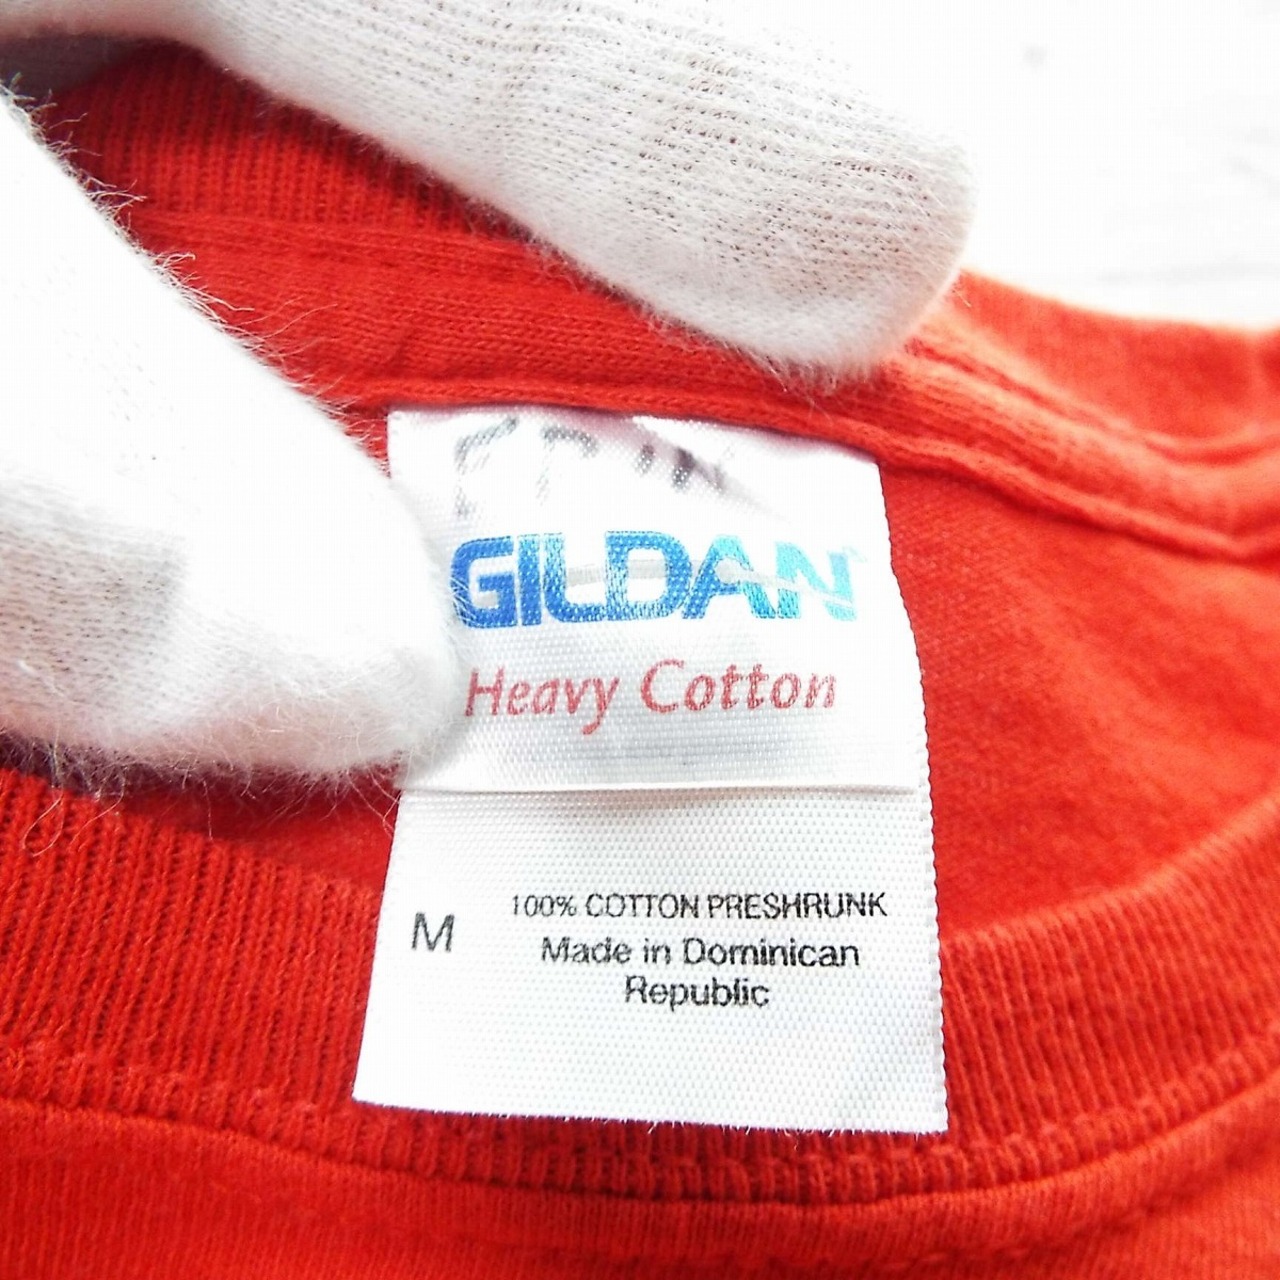 GILDAN
Heavy Cotton
M
100% COTTON PRESHRUNK
Made in Dominican
Republic